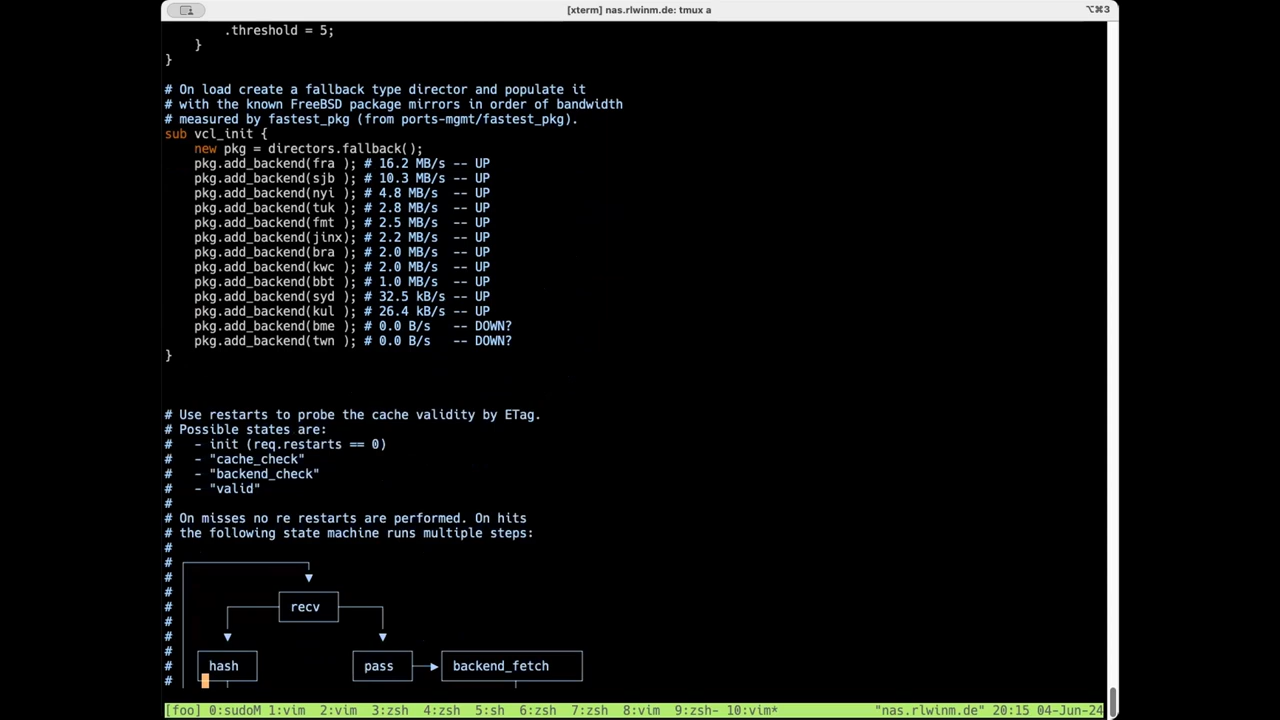 [xterm] nas.rlwinm.de: tmux a
⌥⌘3
.threshold = 5;
}
}
# On load create a fallback type director and populate it
# with the known FreeBSD package mirrors in order of bandwidth
# measured by fastest_pkg (from ports-mgmt/fastest_pkg).
sub vcl_init {
new pkg = directors.fallback();
pkg.add_backend(fra ); # 16.2 MB/s -- UP
pkg.add_backend(sjb ); # 10.3 MB/s -- UP
pkg.add_backend(nyi ); # 4.8 MB/s  -- UP
pkg.add_backend(tuk ); # 2.8 MB/s  -- UP
pkg.add_backend(fmt ); # 2.5 MB/s  -- UP
pkg.add_backend(jinx); # 2.2 MB/s  -- UP
pkg.add_backend(bra ); # 2.0 MB/s  -- UP
pkg.add_backend(kwc ); # 2.0 MB/s  -- UP
pkg.add_backend(bbt ); # 1.0 MB/s  -- UP
pkg.add_backend(syd ); # 32.5 kB/s -- UP
pkg.add_backend(kul ); # 26.4 kB/s -- UP
pkg.add_backend(bme ); # 0.0 B/s   -- DOWN?
pkg.add_backend(twn ); # 0.0 B/s   -- DOWN?
}
# Use restarts to probe the cache validity by ETag.
# Possible states are:
#   - init (req.restarts == 0)
#   - "cache_check"
#   - "backend_check"
#   - "valid"
#
# On misses no re restarts are performed. On hits
# the following state machine runs multiple steps:
#
#
#
#
# recv
#
#
#
# hash pass backend_fetch
#
[foo] 0:sudoM 1:vim  2:vim  3:zsh  4:zsh  5:sh  6:zsh  7:zsh  8:vim  9:zsh- 10:vim* "nas.rlwinm.de" 20:15 04-Jun-24